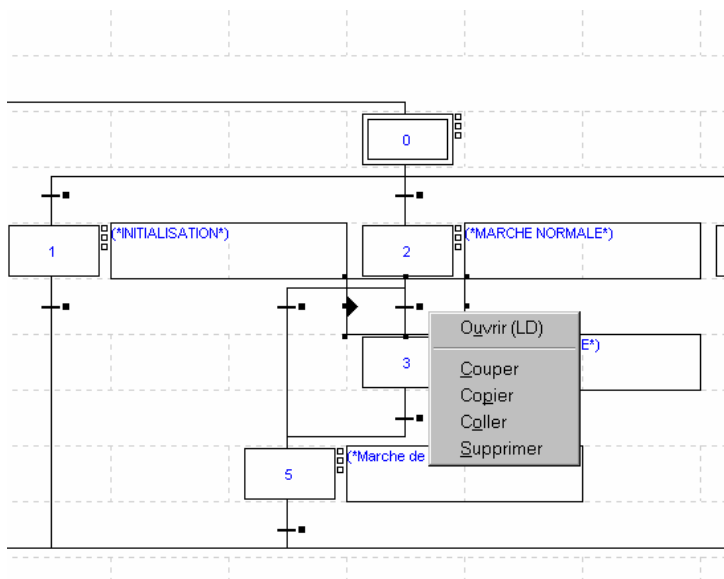 0
1
(*INITIALISATION*)
2
(*MARCHE NORMALE*)
Ouvrir (LD)
3
E*)
Couper
Copier
Coller
Supprimer
5
(*Marche de